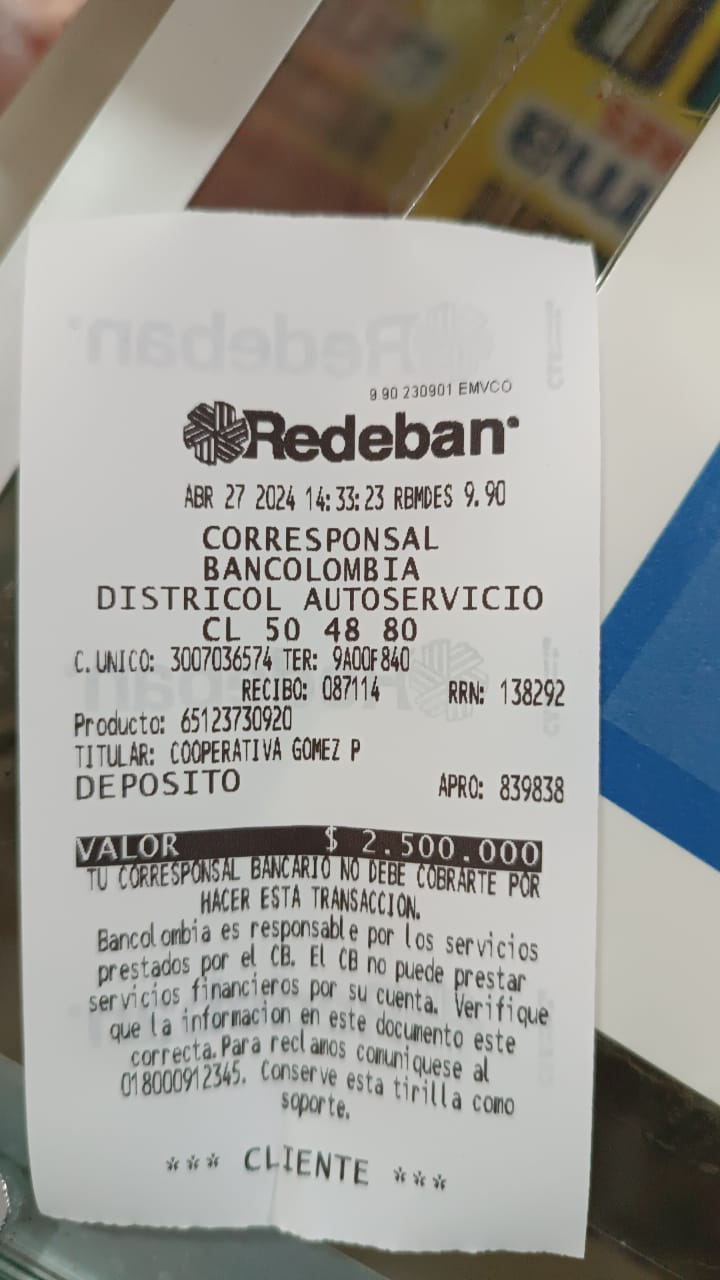 9.90 230901 EMVCO
Redeban
ABR 27 2024 14:33:23 RBMDES 9.90
CORRESPONSAL
BANCOLOMBIA
DISTRICOL AUTOSERVICIO
CL 50 48 80
C. UNICO: 3007036574 TER: 9A00F840
RECIBO: 087114 RRN: 138292
Producto: 65123730920
TITULAR: COOPERATIVA GOMEZ P
DEPOSITO APRO: 839838
VALOR $ 2.500.000
TU CORRESPONSAL BANCARIO NO DEBE COBRARTE POR
HACER ESTA TRANSACCION.
Bancolombia es responsable por los servicios
prestados por el CB. El CB no puede prestar
servicios financieros por su cuenta. Verifique
que la informacion en este documento este
correcta. Para reclamos comuniquese al
018000912345. Conserve esta tirilla como
soporte.
*** CLIENTE ***